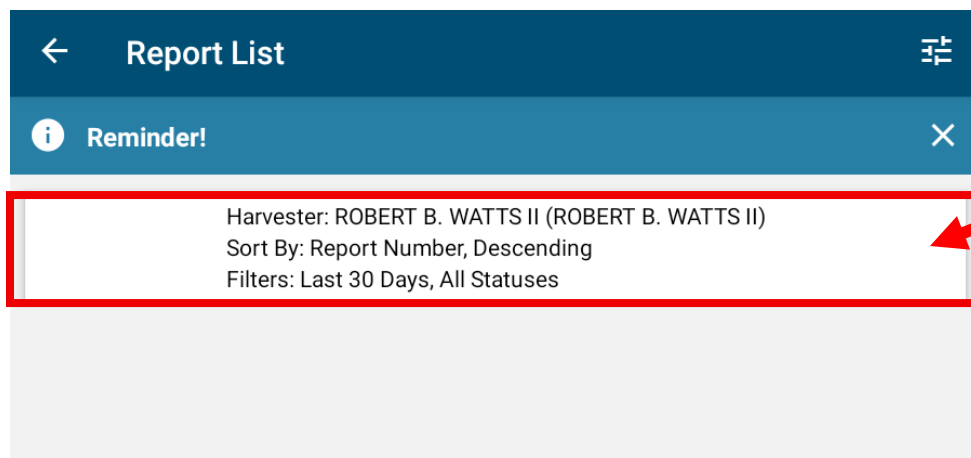 Report List
Reminder!
Harvester: ROBERT B. WATTS II (ROBERT B. WATTS II)
Sort By: Report Number, Descending
Filters: Last 30 Days, All Statuses